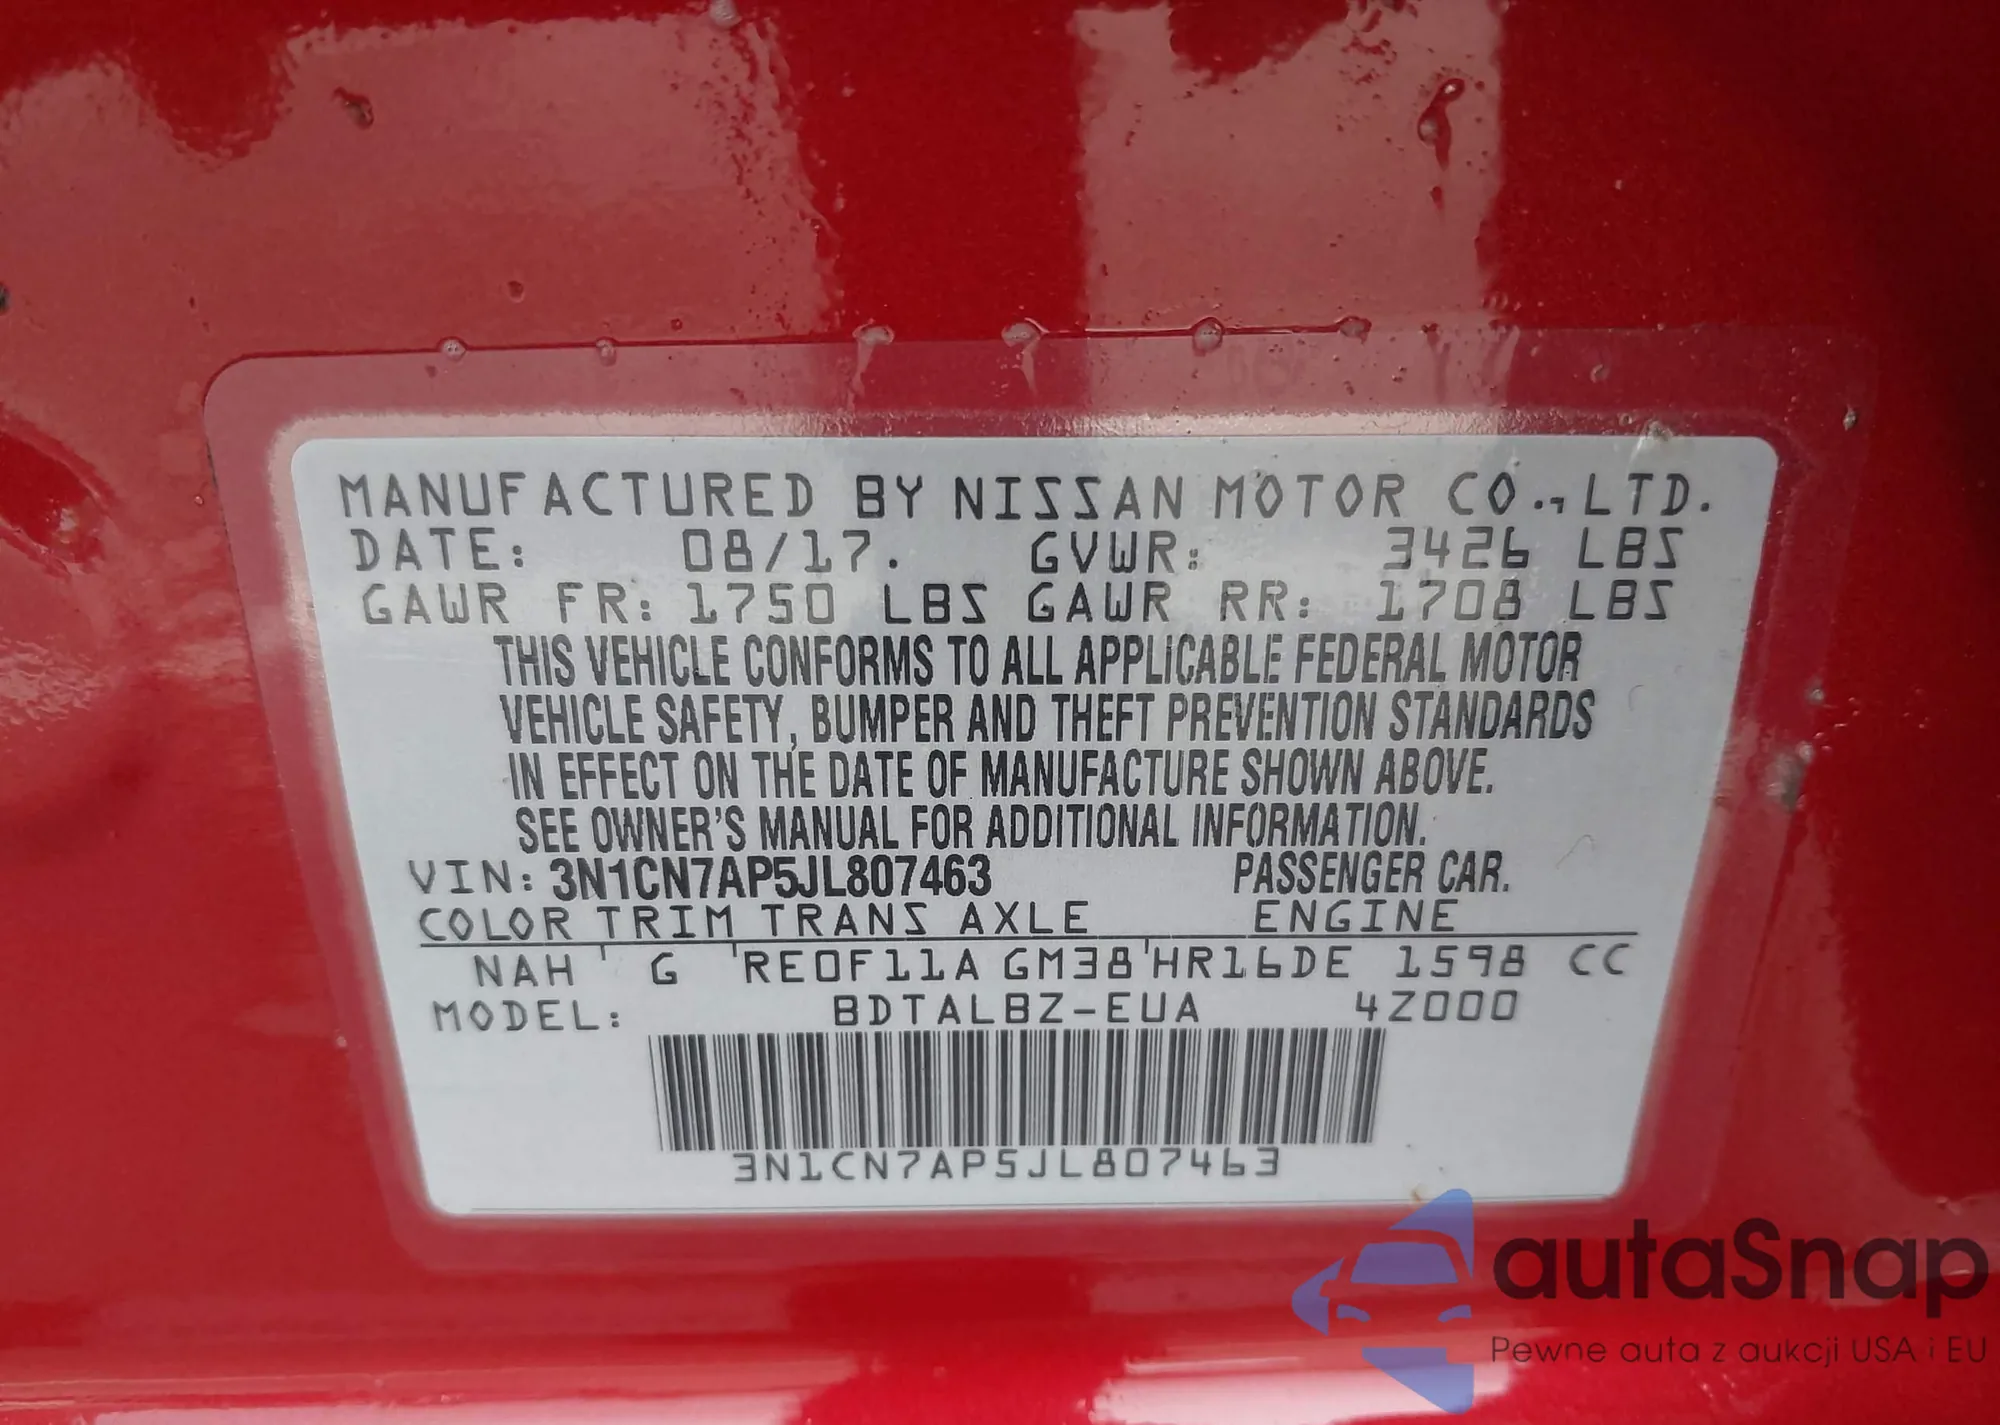 MANUFACTURED BY NISSAN MOTOR CO., LTD.
DATE: 08/17. GVWR: 3426 LBS
GAWR FR: 1750 LBS GAWR RR: 1708 LBS
THIS VEHICLE CONFORMS TO ALL APPLICABLE FEDERAL MOTOR
VEHICLE SAFETY, BUMPER AND THEFT PREVENTION STANDARDS
IN EFFECT ON THE DATE OF MANUFACTURE SHOWN ABOVE.
SEE OWNER'S MANUAL FOR ADDITIONAL INFORMATION.
VIN: 3N1CN7AP5JL807463 PASSENGER CAR.
COLOR TRIM TRANS AXLE ENGINE
NAH ' G 'RE0F11A GM38'HR16DE 1598 CC
MODEL: BDTALBZ-EUA 4Z000
3N1CN7AP5JL807463
autaSnap
Pewne auta z aukcji USA i EU